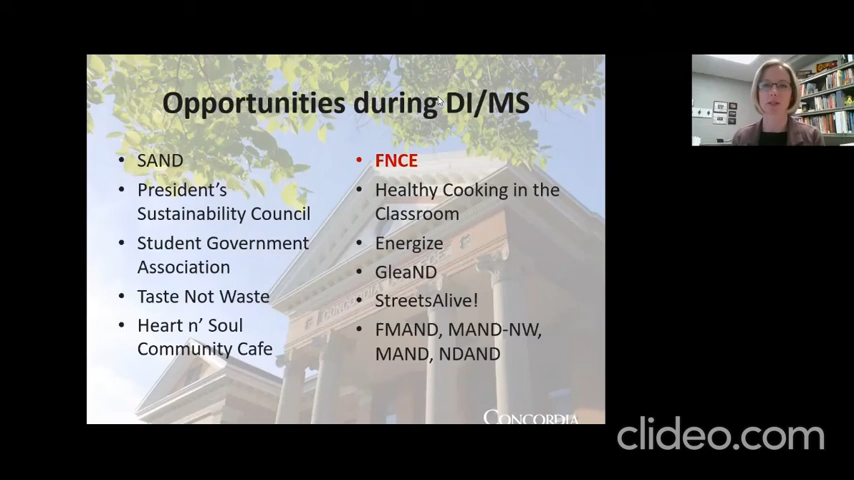 Opportunities during DI/MS
• SAND
• President's
Sustainability Council
• Student Government
Association
• Taste Not Waste
• Heart n' Soul
Community Cafe
• FNCE
• Healthy Cooking in the
Classroom
• Energize
• GleaND
• StreetsAlive!
• FMAND, MAND-NW,
MAND, NDAND
CONCORDIA
clideo.com